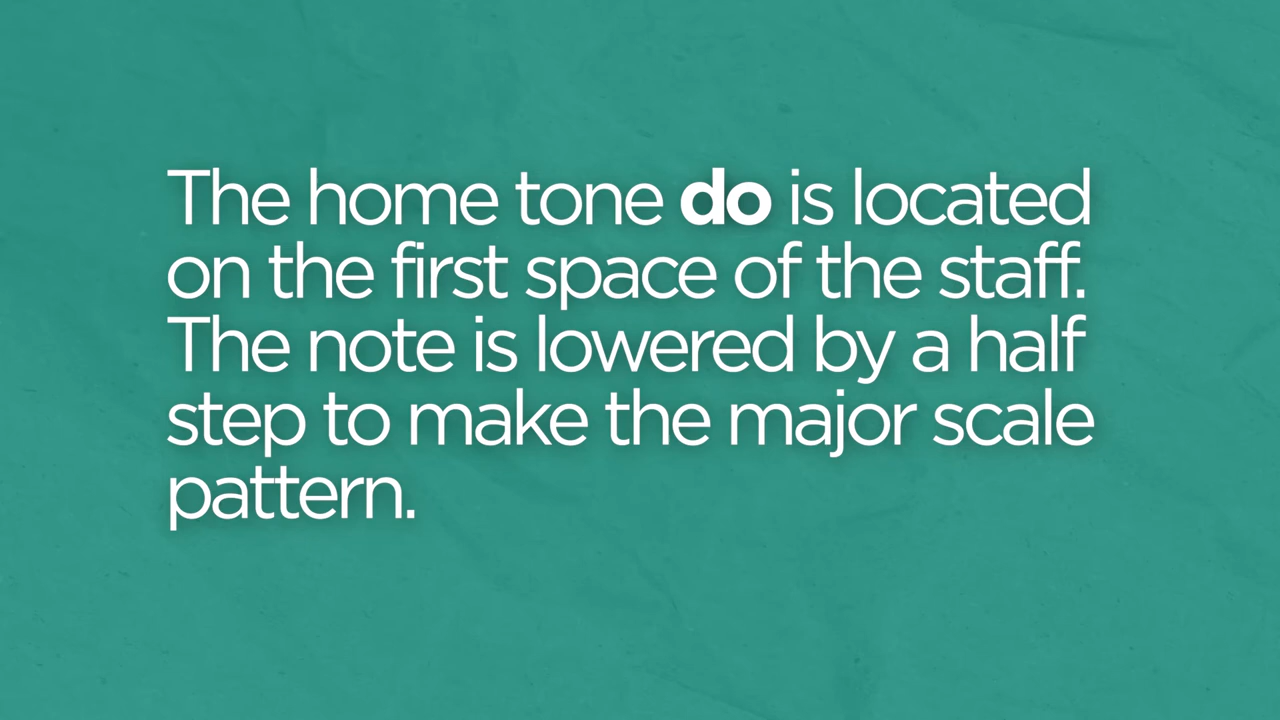 The home tone do is located
on the first space of the staff.
The note is lowered by a half
step to make the major scale
pattern.